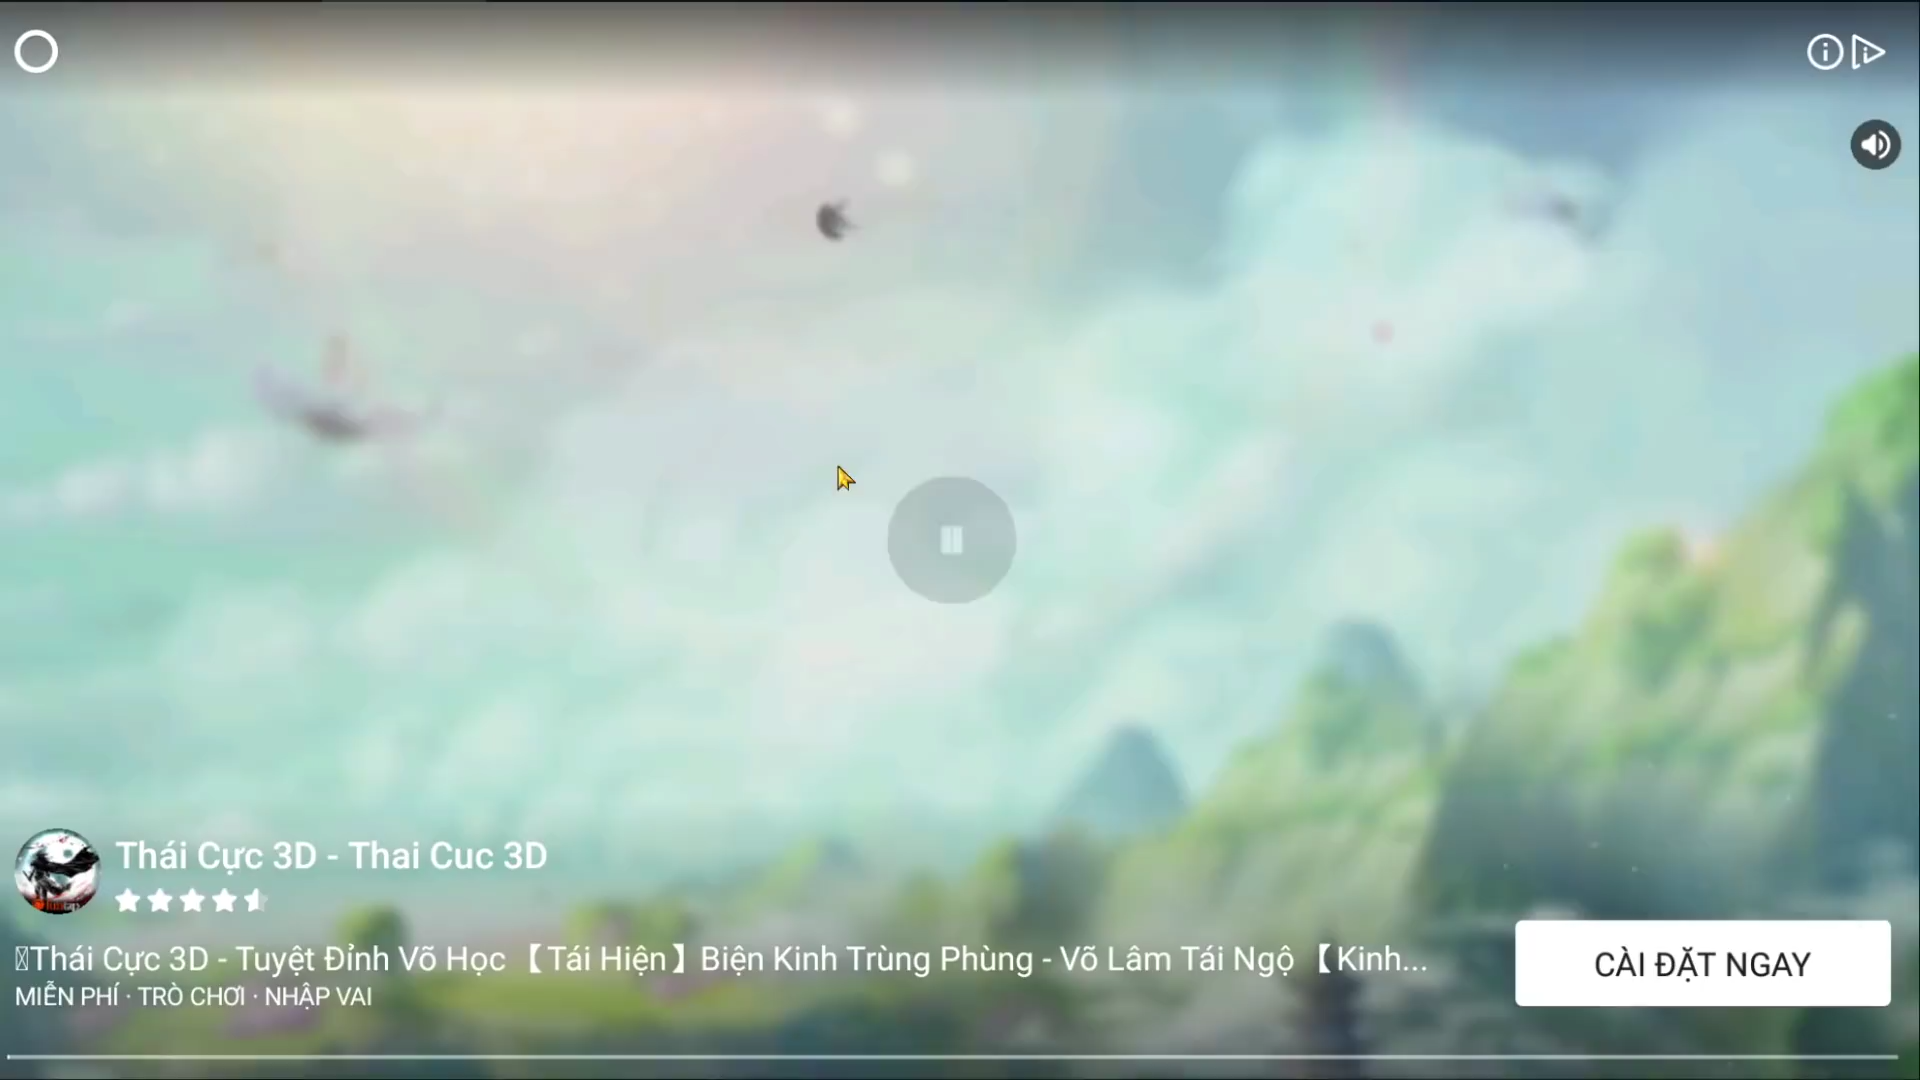 Thái Cực 3D - Thai Cuc 3D
Thái Cực 3D - Tuyệt Đỉnh Võ Học 【Tái Hiện】Biện Kinh Trùng Phùng - Võ Lâm Tái Ngộ 【Kinh...
MIỄN PHÍ · TRÒ CHƠI · NHẬP VAI
CÀI ĐẶT NGAY